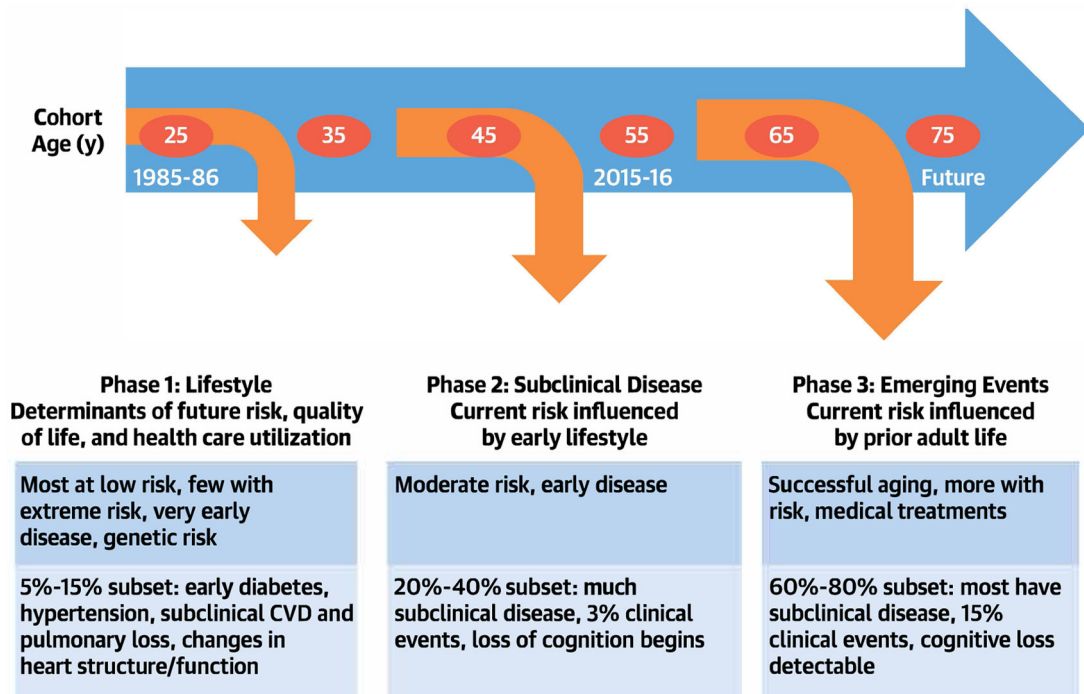 Cohort
Age (y)
25
35
45
55
65
75
1985-86
2015-16
Future
Phase 1: Lifestyle
Determinants of future risk, quality
of life, and health care utilization
Most at low risk, few with
extreme risk, very early
disease, genetic risk
5%-15% subset: early diabetes,
hypertension, subclinical CVD and
pulmonary loss, changes in
heart structure/function
Phase 2: Subclinical Disease
Current risk influenced
by early lifestyle
Moderate risk, early disease
20%-40% subset: much
subclinical disease, 3% clinical
events, loss of cognition begins
Phase 3: Emerging Events
Current risk influenced
by prior adult life
Successful aging, more with
risk, medical treatments
60%-80% subset: most have
subclinical disease, 15%
clinical events, cognitive loss
detectable